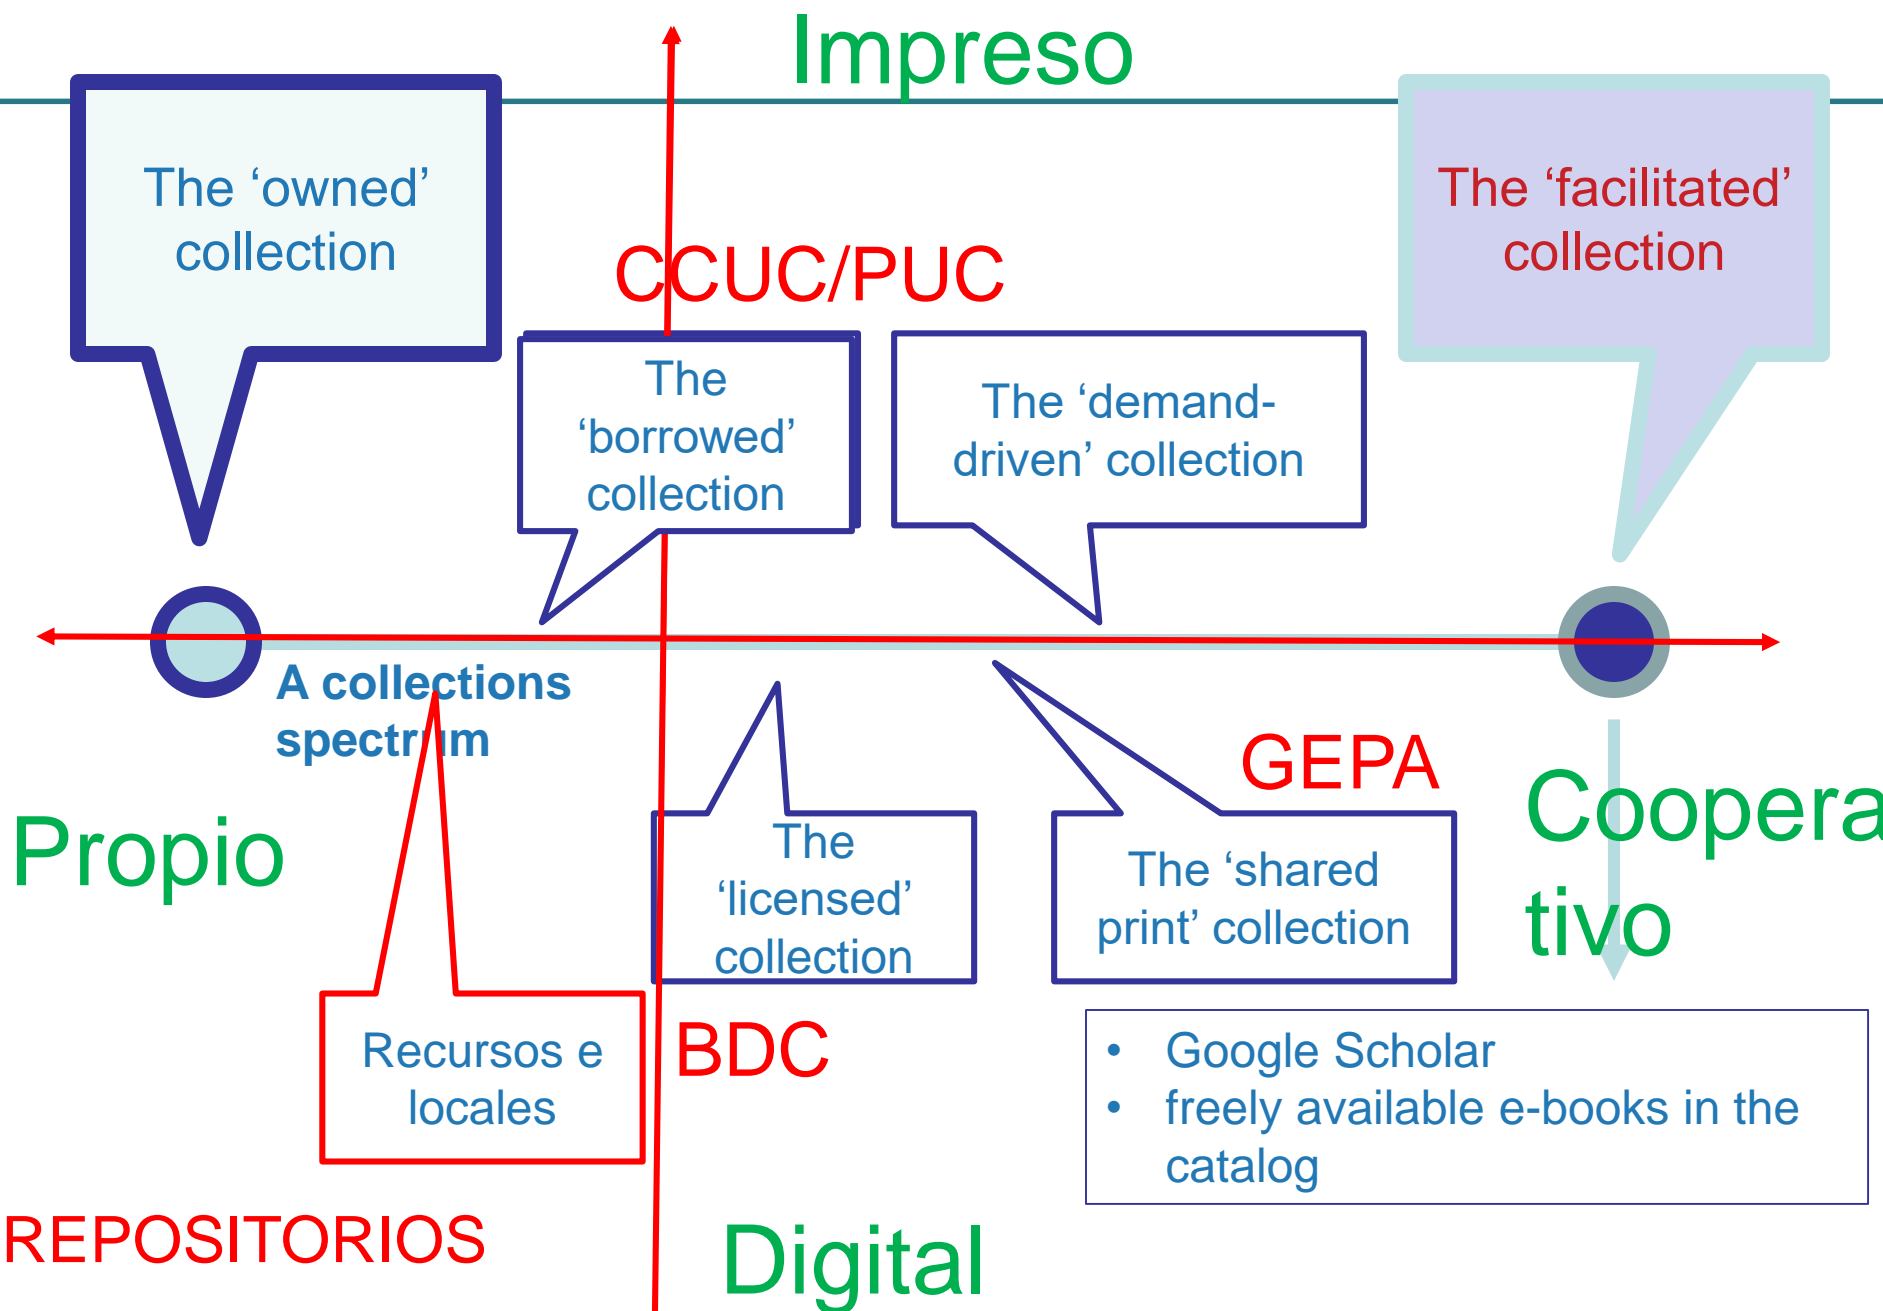 Impreso
The ‘owned’
collection
The ‘facilitated’
collection
CCUC/PUC
The
‘borrowed’
collection
The ‘demand-
driven’ collection
A collections
spectrum
GEPA
Propio
Coopera
tivo
The
‘licensed’
collection
The ‘shared
print’ collection
Recursos e
locales
BDC
• Google Scholar
• freely available e-books in the
catalog
REPOSITORIOS
Digital